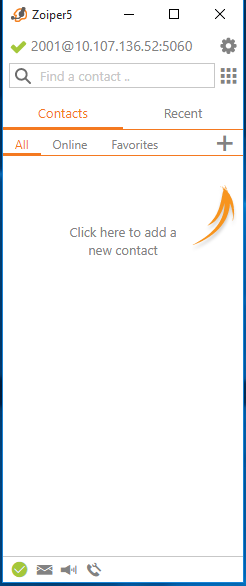 Zoiper5
2001@10.107.136.52:5060
Find a contact ..
Contacts Recent
All Online Favorites
Click here to add a
new contact